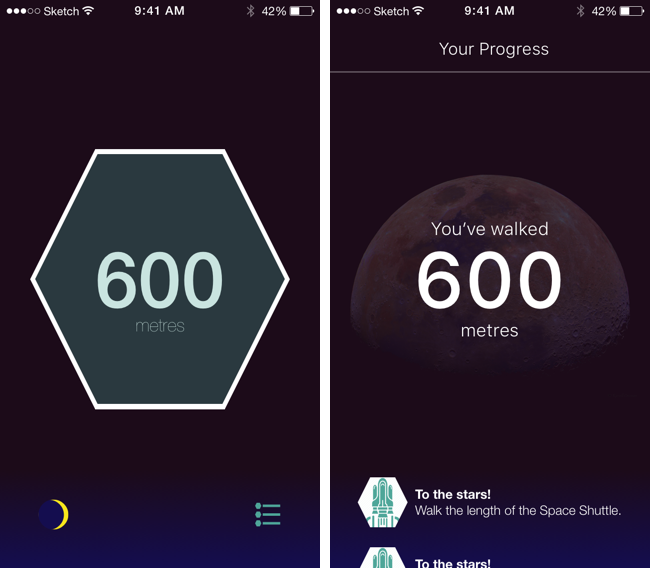 Sketch 9:41 AM 42%
600
metres
Sketch 9:41 AM 42%
Your Progress
You've walked
600
metres
To the stars!
Walk the length of the Space Shuttle.
To the stars!